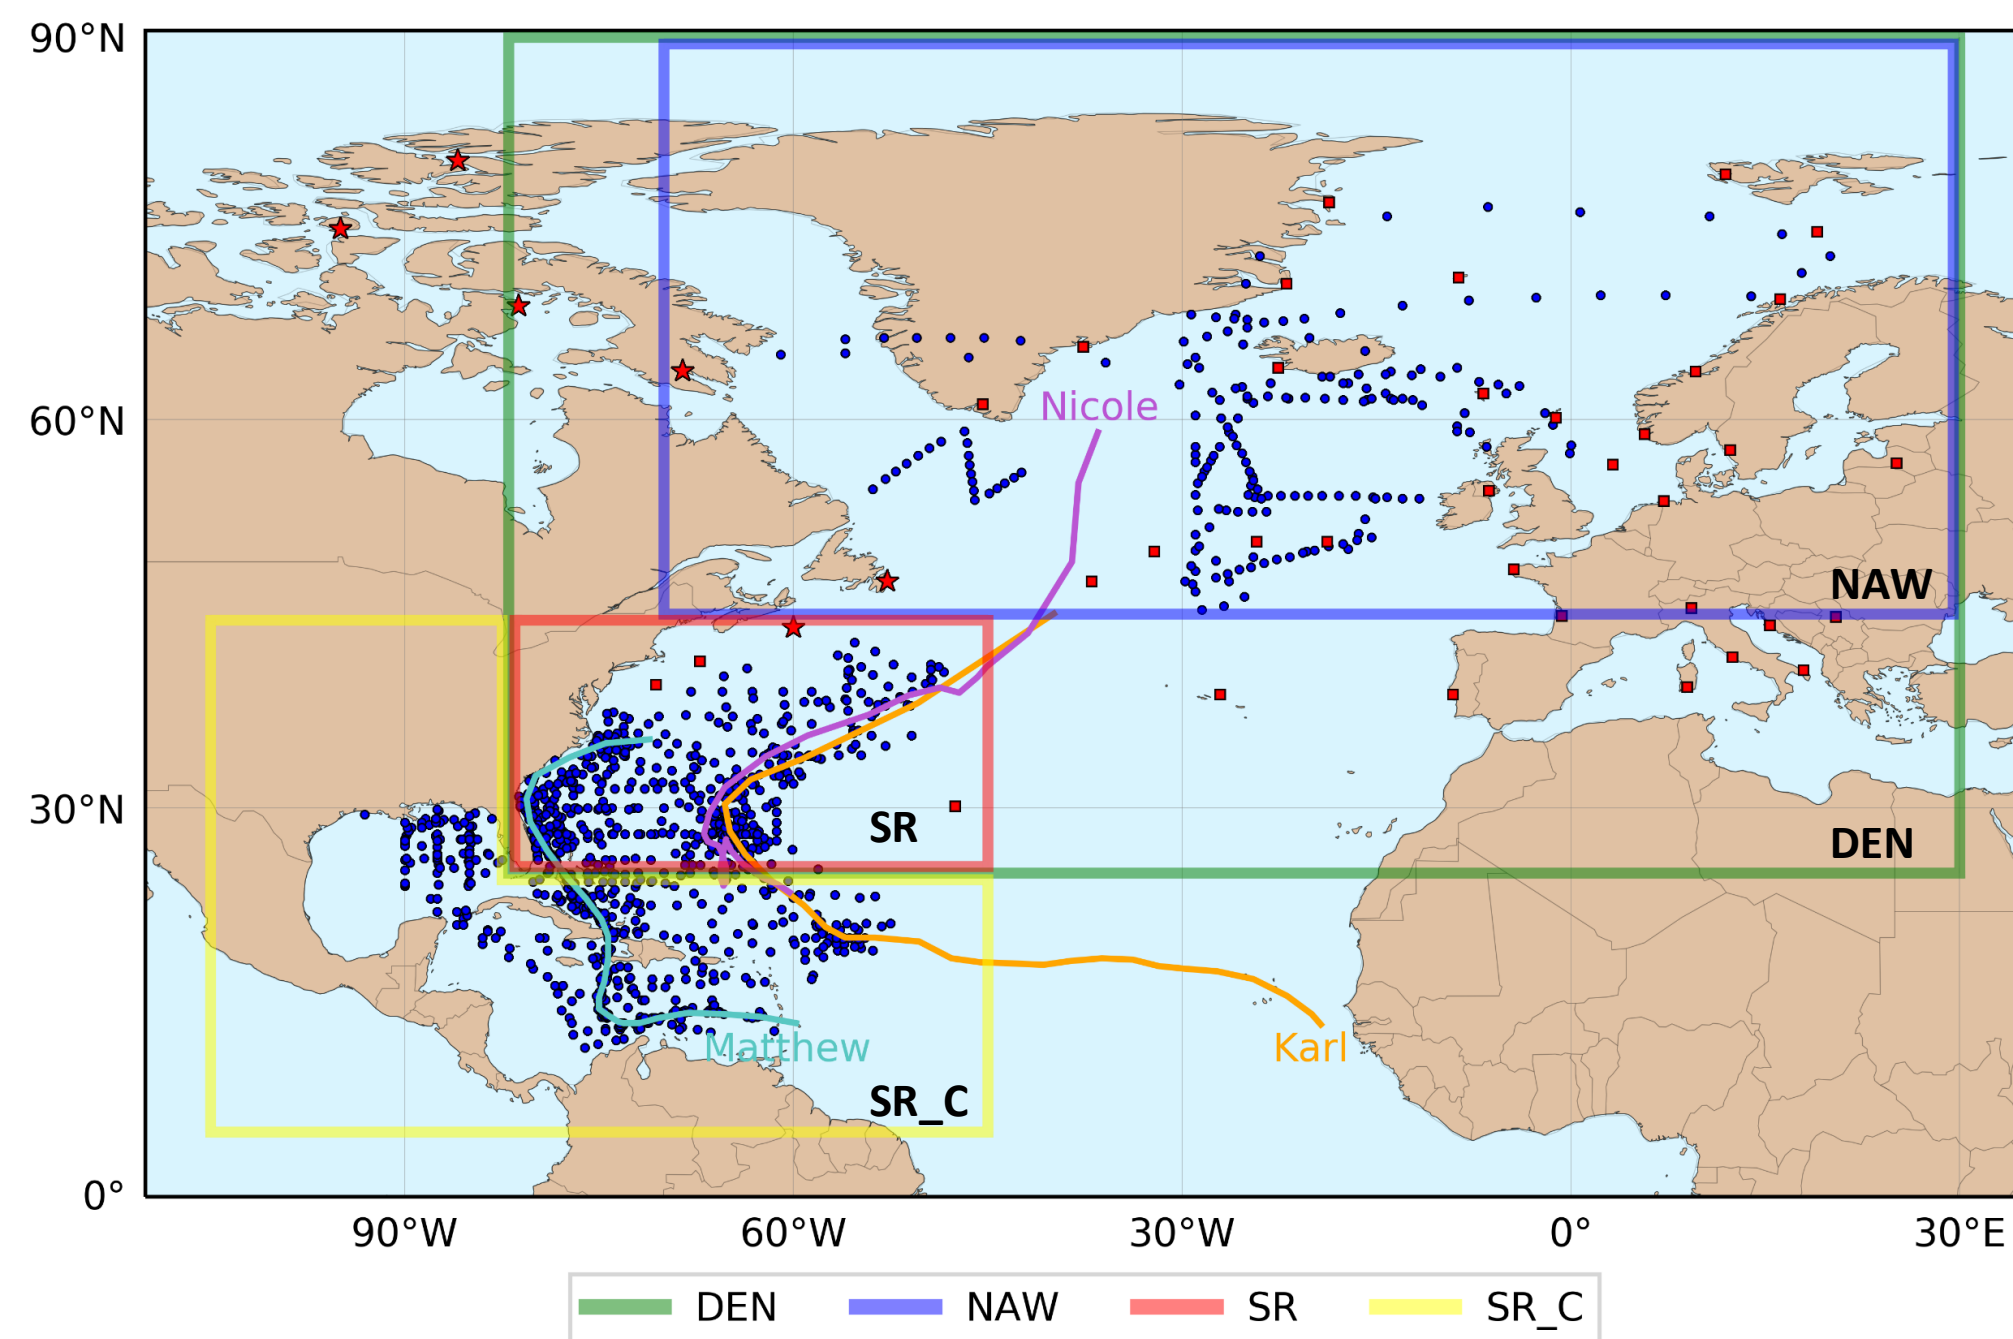 90°N
Nicole
60°N
NAW
30°N
SR
DEN
Matthew
Karl
SR_C
0°
90°W 60°W 30°W 0° 30°E
DEN NAW SR SR_C